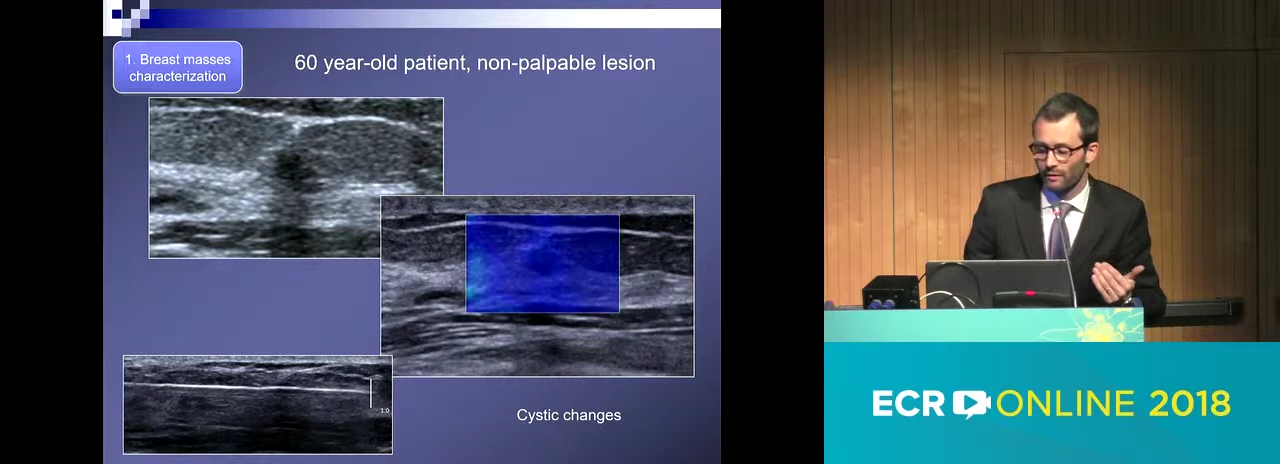 1. Breast masses
characterization
60 year-old patient, non-palpable lesion
1.0
Cystic changes
ECR ONLINE 2018